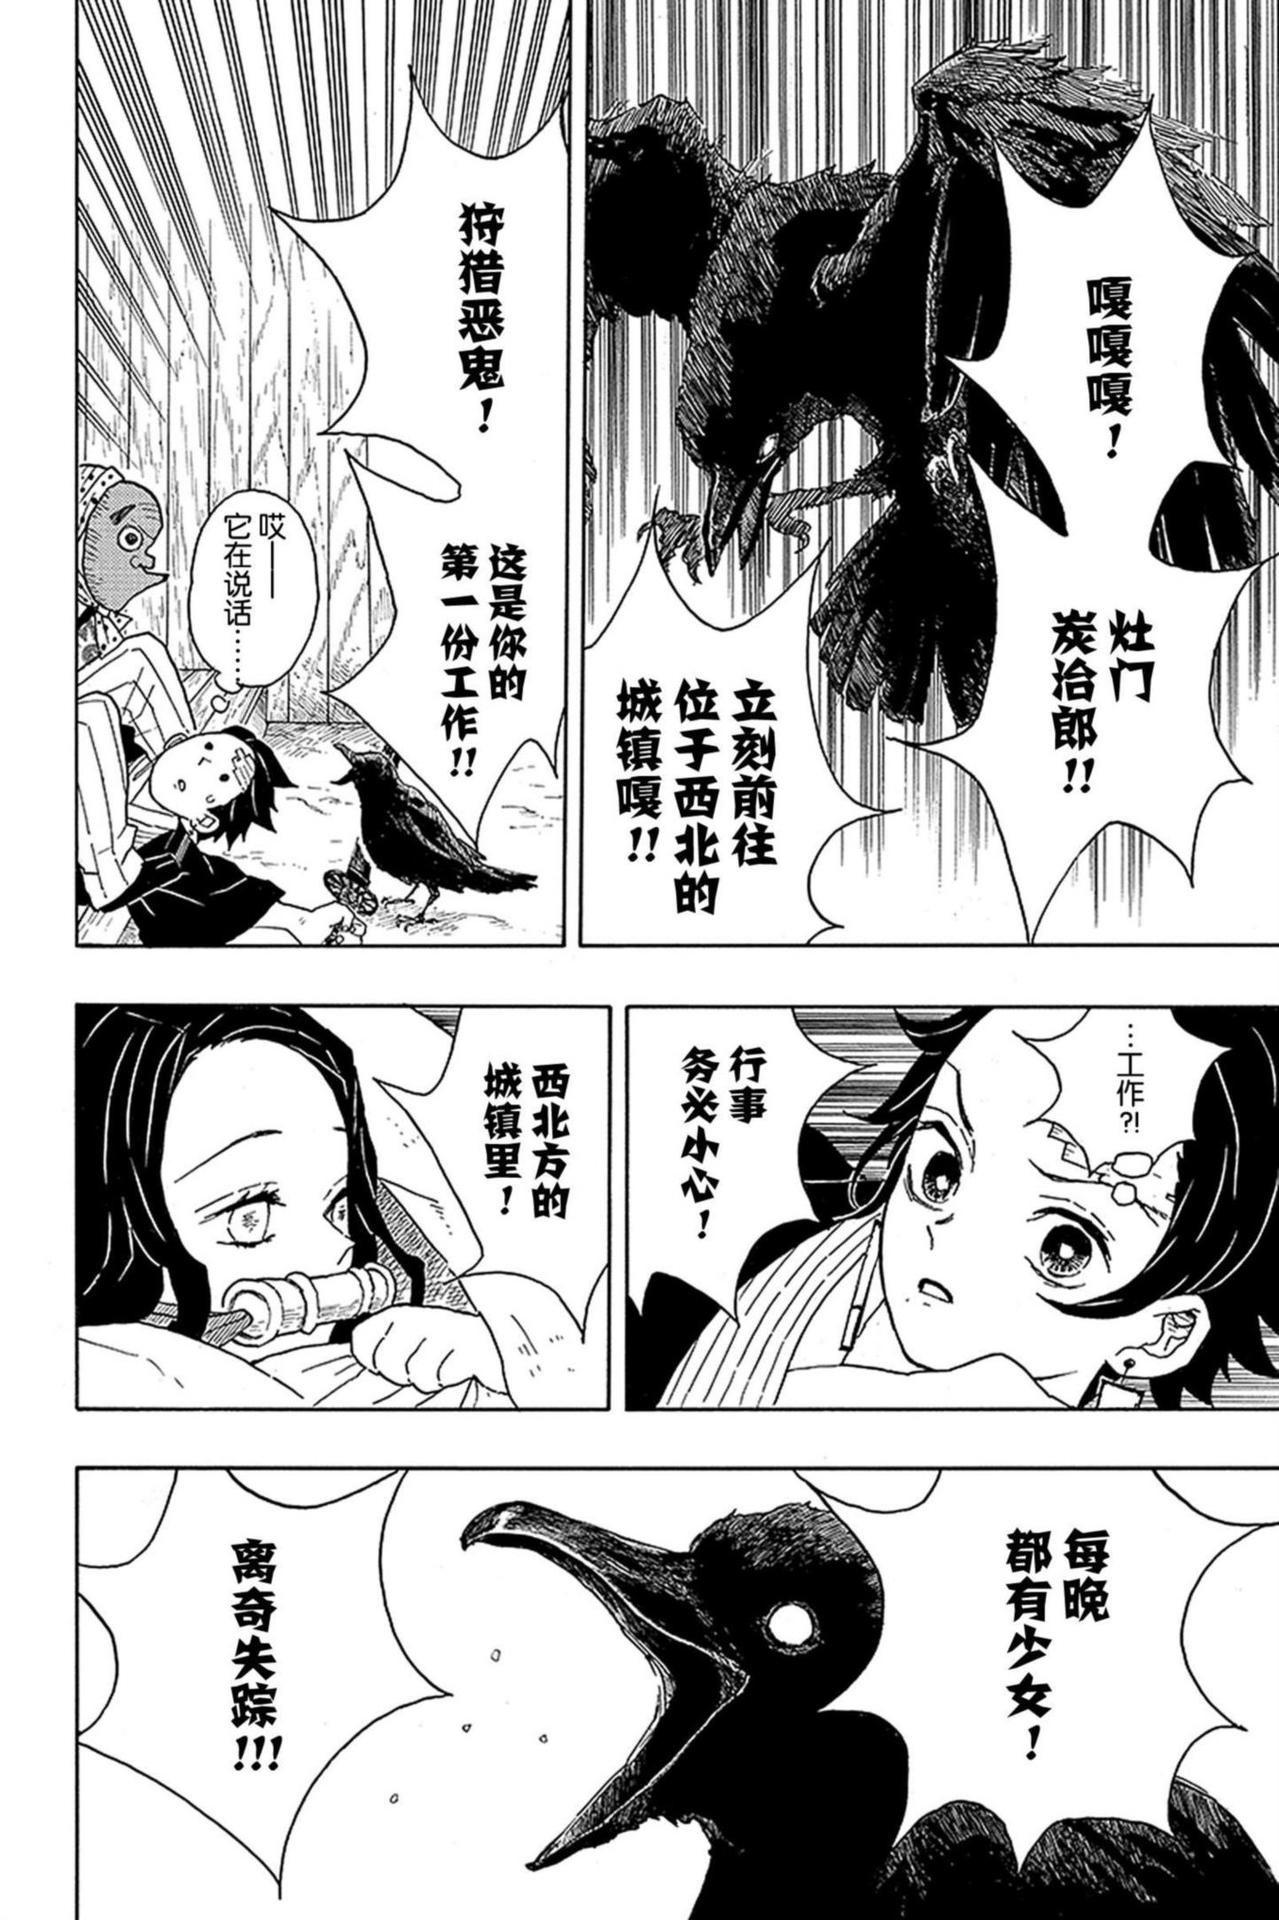 嘎嘎嘎！
灶门
炭治郎！！
立刻前往
位于西北的
城镇嘎！！
狩猎恶鬼！
这是你的
第一份工作！！
哎——
它在说话……
…工作?!
行事
务必小心！
西北方的
城镇里！
每晚
都有少女！
离奇失踪！！！